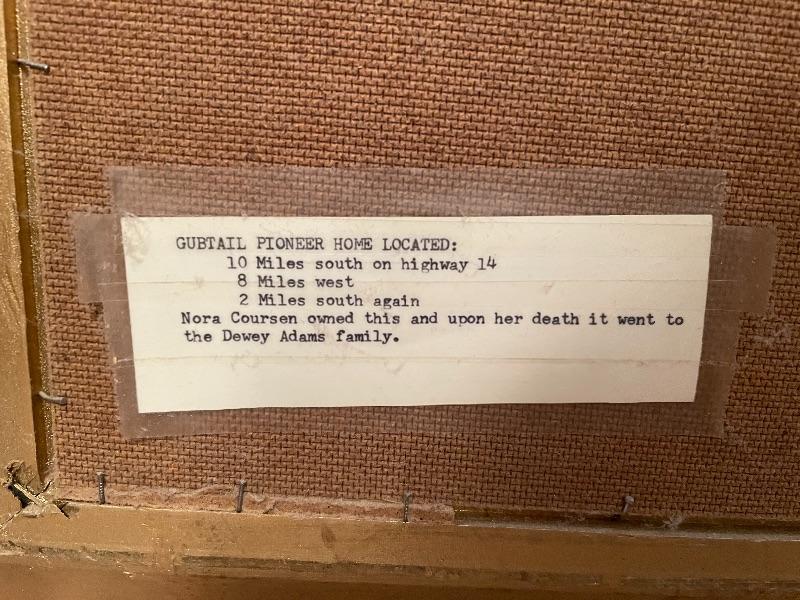 GUBTAIL PIONEER HOME LOCATED:
10 Miles south on highway 14
8 Miles west
2 Miles south again
Nora Coursen owned this and upon her death it went to
the Dewey Adams family.